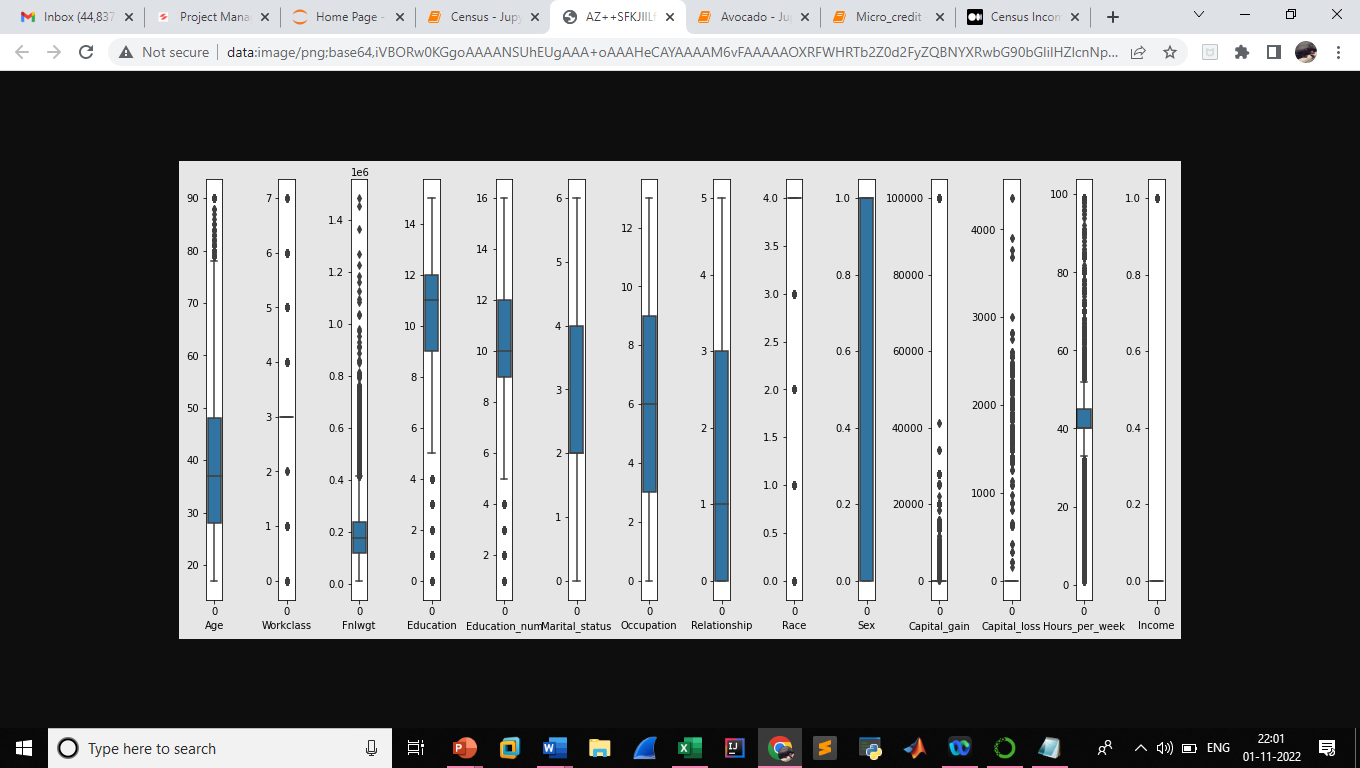 Inbox (44,837
Project Mana
Home Page -
Census - Jupy
AZ++SFKJIIL
Avocado - Ju
Micro_credit
Census Incom
Not secure
data:image/png;base64,iVBORw0KGgoAAAANSUhEUgAAA+oAAAHeCAYAAAAM6vFAAAAAOXRFWHRTb2Z0d2FyZQBNYXRwbG90bGliIHZlcnNp...
90 80 70 60 50 40 30 20
0
Age
7 6 5 4 3 2 1 0
0
Workclass
1e6
1.4 1.2 1.0 0.8 0.6 0.4 0.2 0.0
0
Fnlwgt
14 12 10 8 6 4 2 0
0
Education
16 14 12 10 8 6 4 2
0
Education_num
6 5 4 3 2 1 0
0
Marital_status
12 10 8 6 4 2 0
0
Occupation
5 4 3 2 1 0
0
Relationship
4.0 3.5 3.0 2.5 2.0 1.5 1.0 0.5 0.0
0
Race
1.0 0.8 0.6 0.4 0.2 0.0
0
Sex
100000 80000 60000 40000 20000 0
0
Capital_gain
4000 3000 2000 1000 0
0
Capital_loss
100 80 60 40 20 0
0
Hours_per_week
1.0 0.8 0.6 0.4 0.2 0.0
0
Income
Type here to search
ENG
22:01
01-11-2022